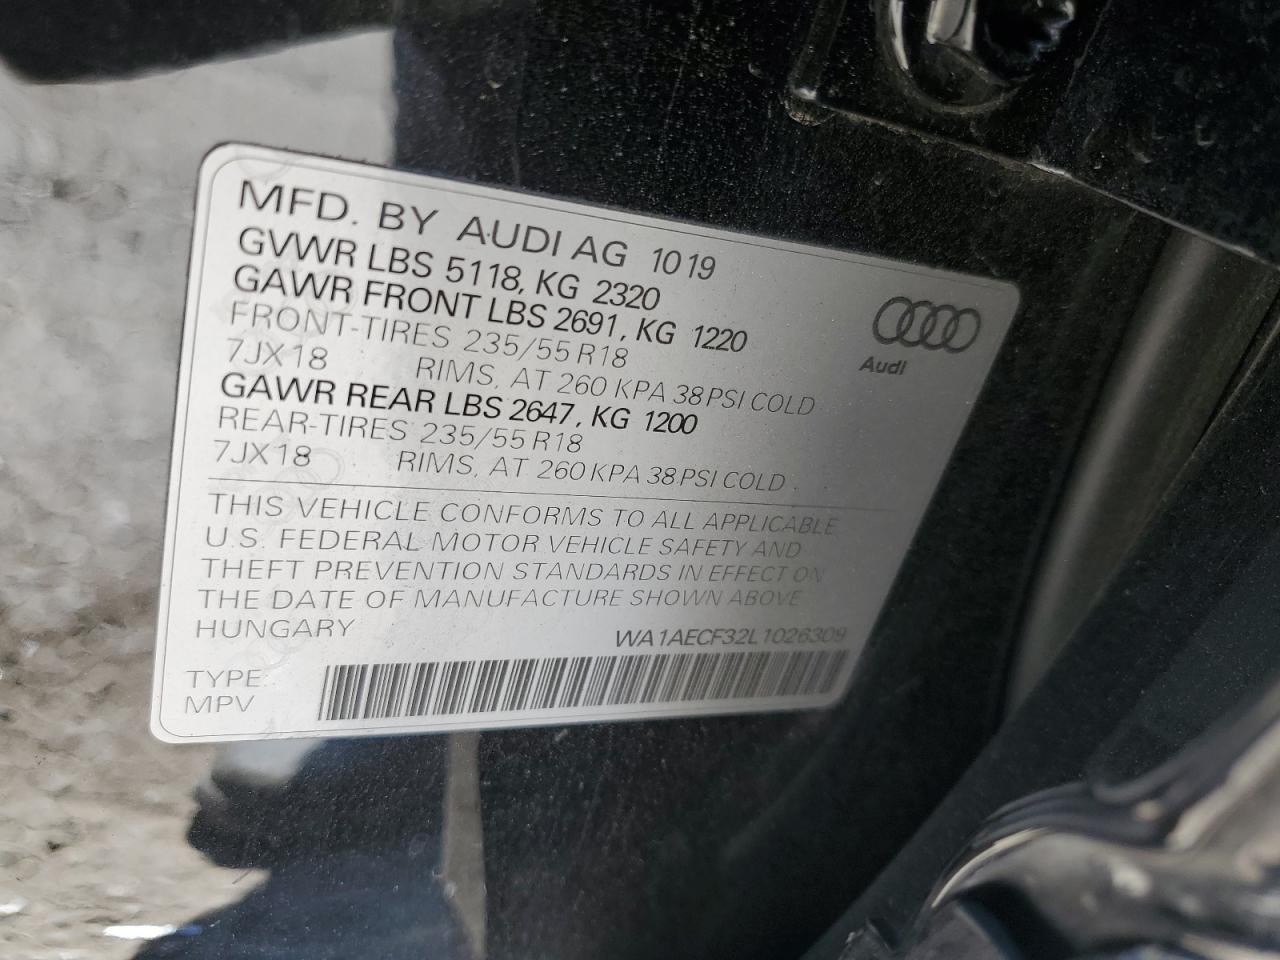 MFD. BY AUDI AG 1019
GVWR LBS 5118, KG 2320
GAWR FRONT LBS 2691, KG 1220
FRONT-TIRES 235/55 R18
7JX18 RIMS, AT 260 KPA 38 PSI COLD
GAWR REAR LBS 2647, KG 1200
REAR-TIRES 235/55 R18
7JX18 RIMS, AT 260 KPA 38 PSI COLD
Audi
THIS VEHICLE CONFORMS TO ALL APPLICABLE
U.S. FEDERAL MOTOR VEHICLE SAFETY AND
THEFT PREVENTION STANDARDS IN EFFECT ON
THE DATE OF MANUFACTURE SHOWN ABOVE
HUNGARY
WA1AECF32L1026309
TYPE:
MPV